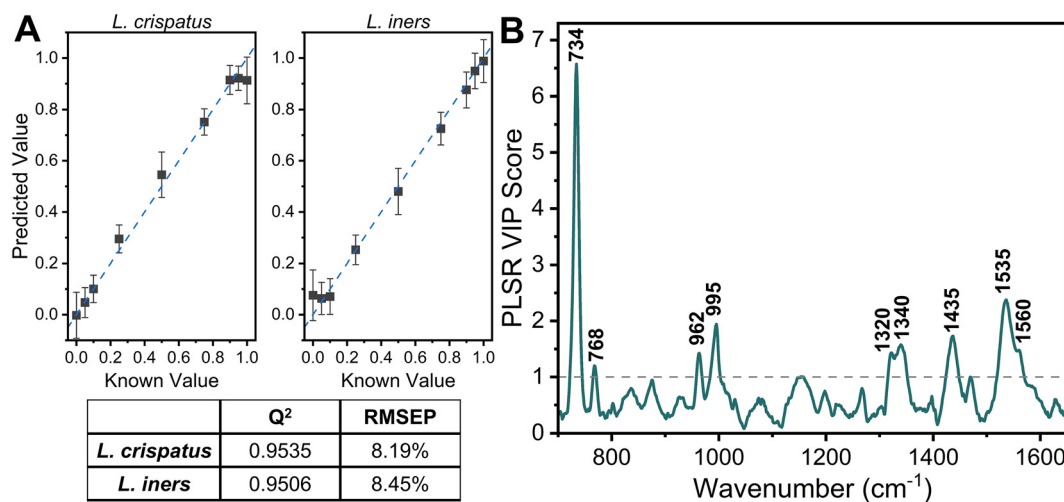 A
L. crispatus
L. iners
Predicted Value
1.0
0.8
0.6
0.4
0.2
0.0
0.0 0.2 0.4 0.6 0.8 1.0
Known Value
1.0
0.8
0.6
0.4
0.2
0.0
0.0 0.2 0.4 0.6 0.8 1.0
Known Value
Q² RMSEP
L. crispatus 0.9535 8.19%
L. iners 0.9506 8.45%
B
PLSR VIP Score
7
6
5
4
3
2
1
0
734
768
962
995
1320
1340
1435
1535
1560
800 1000 1200 1400 1600
Wavenumber (cm⁻¹)